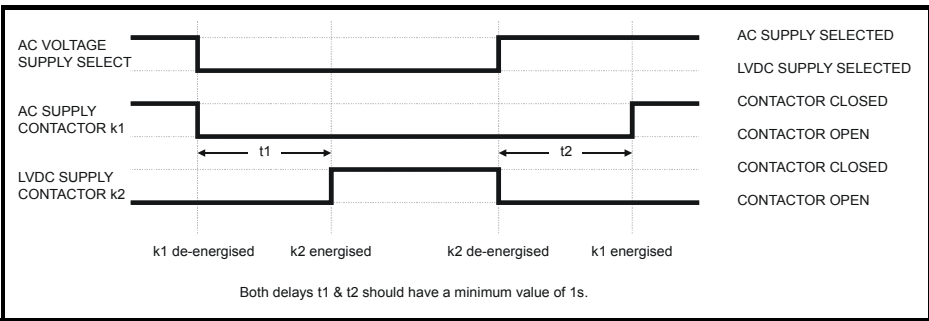 AC VOLTAGE
SUPPLY SELECT
AC SUPPLY SELECTED
LVDC SUPPLY SELECTED
AC SUPPLY
CONTACTOR k1
CONTACTOR CLOSED
CONTACTOR OPEN
t1
t2
LVDC SUPPLY
CONTACTOR k2
CONTACTOR CLOSED
CONTACTOR OPEN
k1 de-energised
k2 energised
k2 de-energised
k1 energised
Both delays t1 & t2 should have a minimum value of 1s.